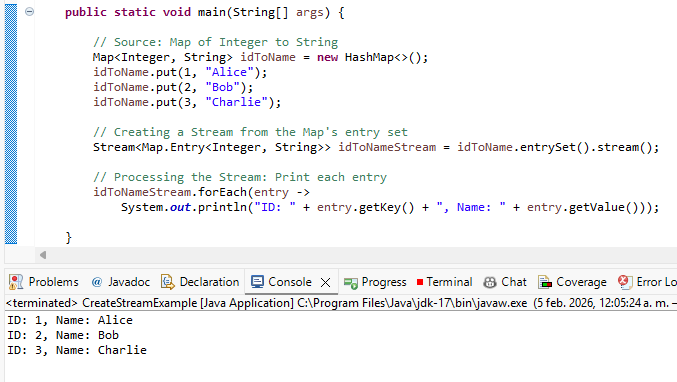 public static void main(String[] args) {
// Source: Map of Integer to String
Map<Integer, String> idToName = new HashMap<>();
idToName.put(1, "Alice");
idToName.put(2, "Bob");
idToName.put(3, "Charlie");
// Creating a Stream from the Map's entry set
Stream<Map.Entry<Integer, String>> idToNameStream = idToName.entrySet().stream();
// Processing the Stream: Print each entry
idToNameStream.forEach(entry ->
System.out.println("ID: " + entry.getKey() + ", Name: " + entry.getValue()));
}
Problems @ Javadoc Declaration Console Progress Terminal Chat Coverage Error Lo
<terminated> CreateStreamExample [Java Application] C:\Program Files\Java\jdk-17\bin\javaw.exe (5 feb. 2026, 12:05:24 a. m. –
ID: 1, Name: Alice
ID: 2, Name: Bob
ID: 3, Name: Charlie